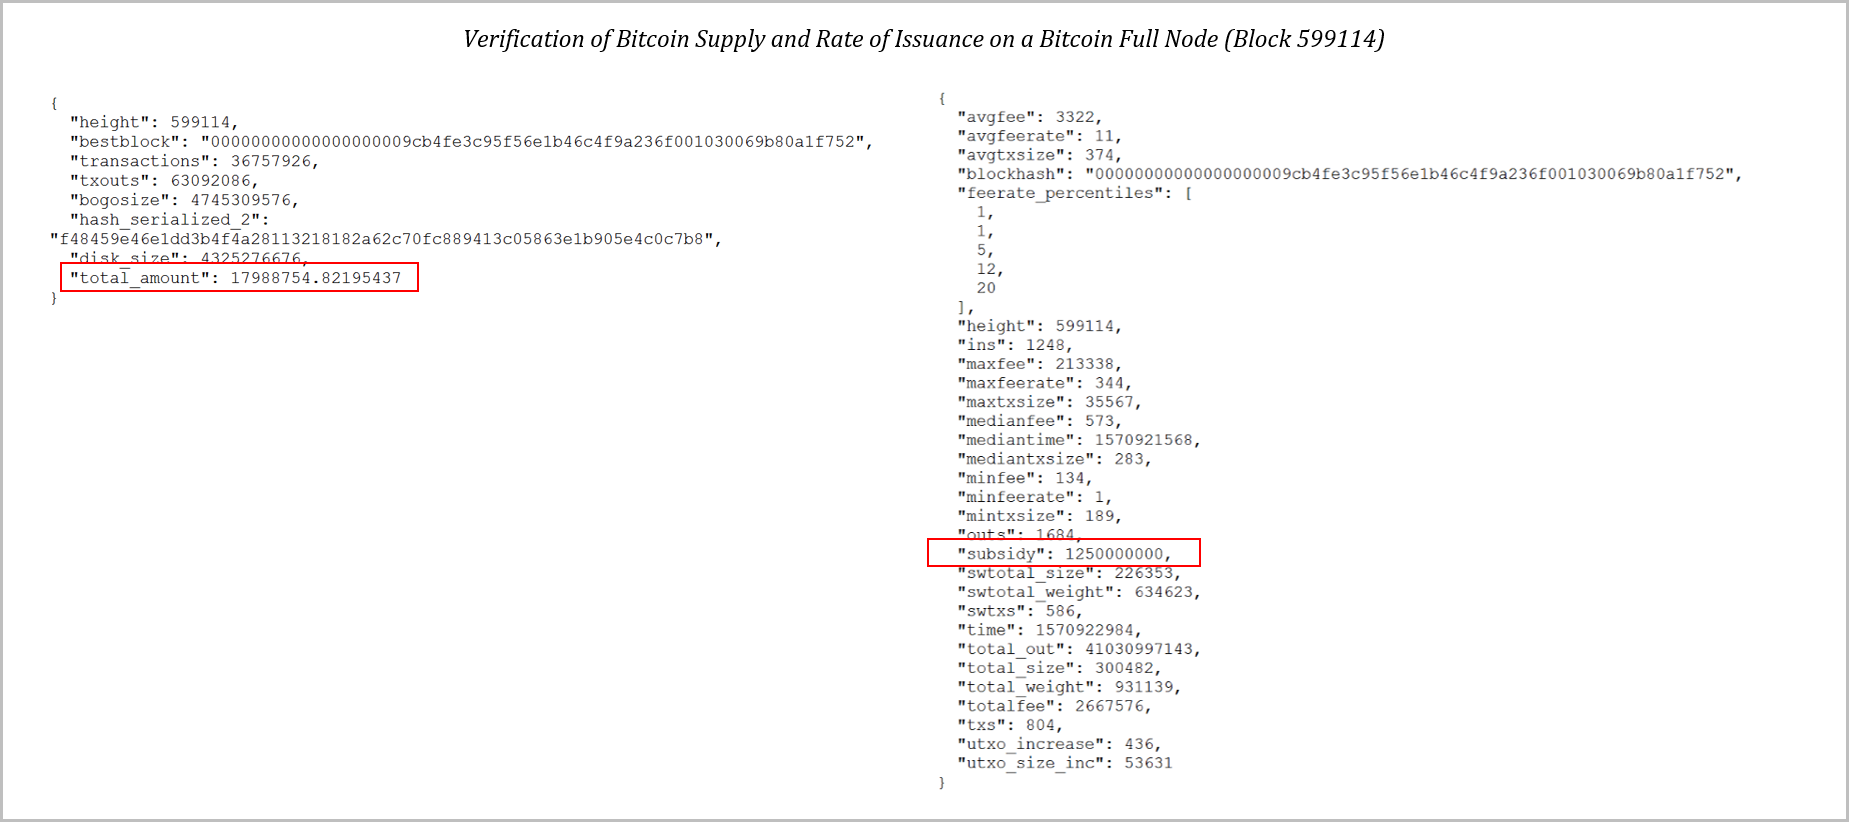 Verification of Bitcoin Supply and Rate of Issuance on a Bitcoin Full Node (Block 599114)
{
"height": 599114,
"bestblock": "00000000000000000009cb4fe3c95f56e1b46c4f9a236f001030069b80a1f752",
"transactions": 36757926,
"txouts": 63092086,
"bogosize": 4745309576,
"hash_serialized_2":
"f48459e46e1dd3b4f4a28113218182a62c70fc889413c05863e1b905e4c0c7b8",
"disk_size": 4325276676,
"total_amount": 17988754.82195437
}
{
"avgfee": 3322,
"avgfeerate": 11,
"avgtxsize": 374,
"blockhash": "00000000000000000009cb4fe3c95f56e1b46c4f9a236f001030069b80a1f752",
"feerate_percentiles": [
1,
1,
5,
12,
20
],
"height": 599114,
"ins": 1248,
"maxfee": 213338,
"maxfeerate": 344,
"maxtxsize": 35567,
"medianfee": 573,
"mediantime": 1570921568,
"mediantxsize": 283,
"minfee": 134,
"minfeerate": 1,
"mintxsize": 189,
"outs": 1684,
"subsidy": 1250000000,
"swtotal_size": 226353,
"swtotal_weight": 634623,
"swtxs": 586,
"time": 1570922984,
"total_out": 41030997143,
"total_size": 300482,
"total_weight": 931139,
"totalfee": 2667576,
"txs": 804,
"utxo_increase": 436,
"utxo_size_inc": 53631
}